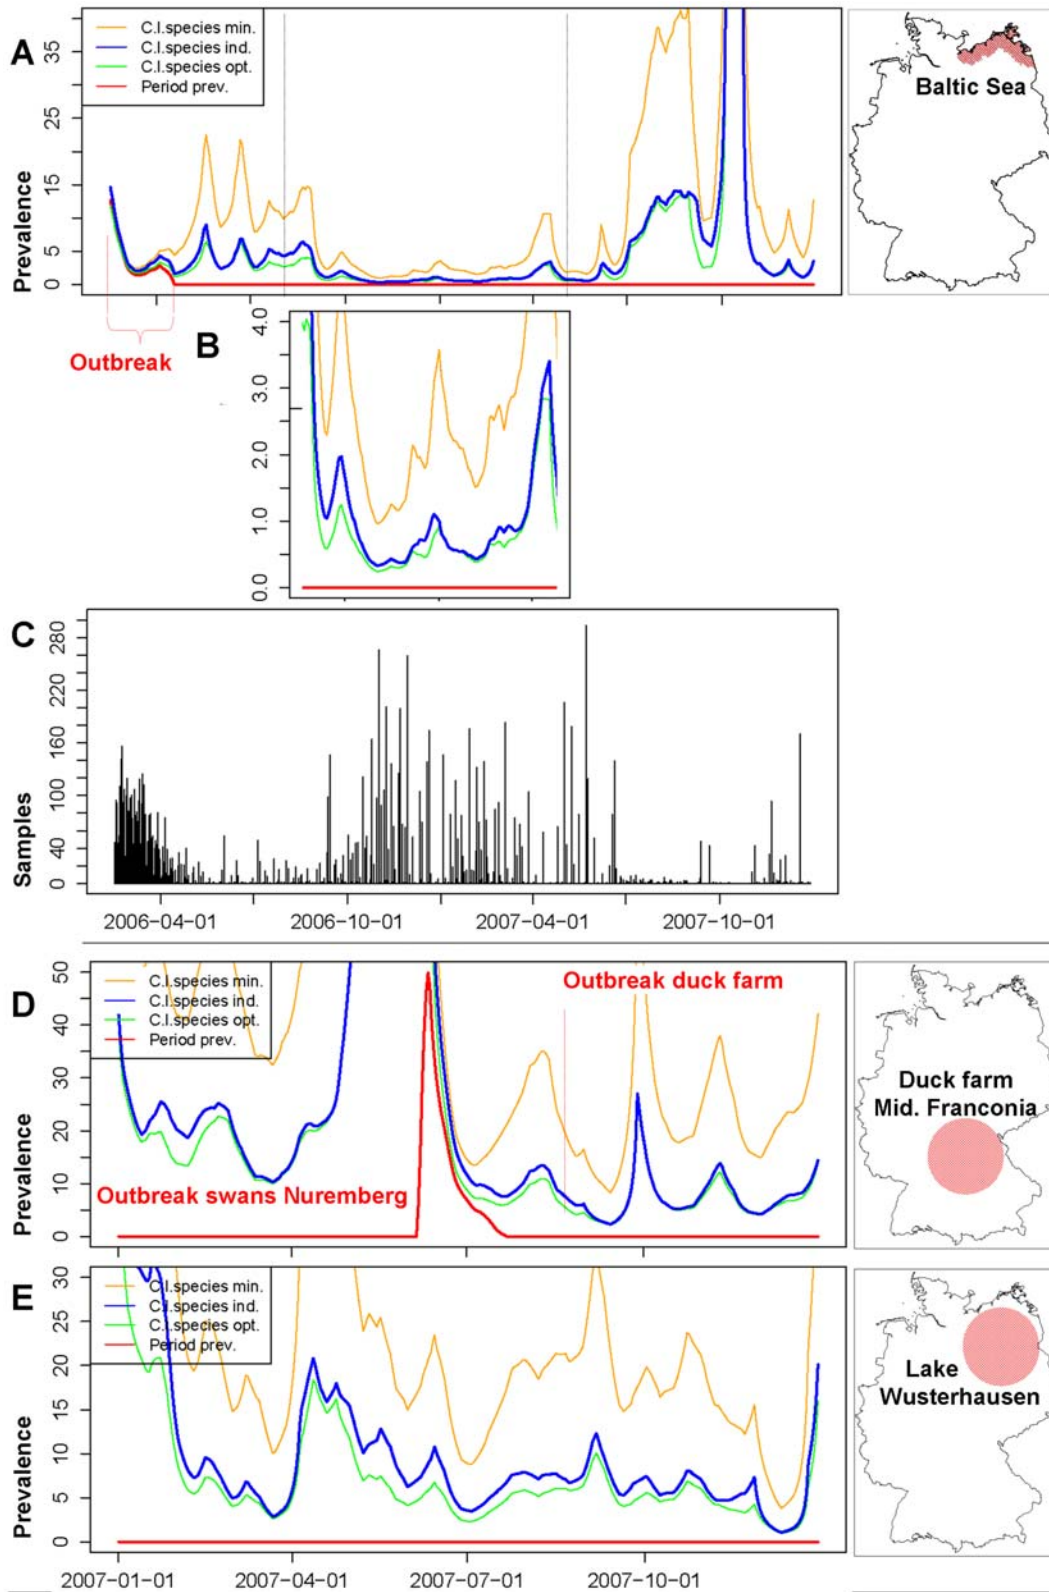 A
C.I.species min.
C.I.species ind.
C.I.species opt.
Period prev.
Prevalence
35
25
15
5
0
Baltic Sea
Outbreak
B
4.0
3.0
2.0
1.0
0.0
C
Samples
280
220
160
100
40
0
2006-04-01
2006-10-01
2007-04-01
2007-10-01
D
C.I.species min.
C.I.species ind.
C.I.species opt.
Period prev.
Prevalence
50
40
30
20
10
0
Outbreak duck farm
Outbreak swans Nuremberg
Duck farm
Mid. Franconia
E
C.I.species min.
C.I.species ind.
C.I.species opt.
Period prev.
Prevalence
30
25
20
15
10
5
0
Lake
Wusterhausen
2007-01-01
2007-04-01
2007-07-01
2007-10-01